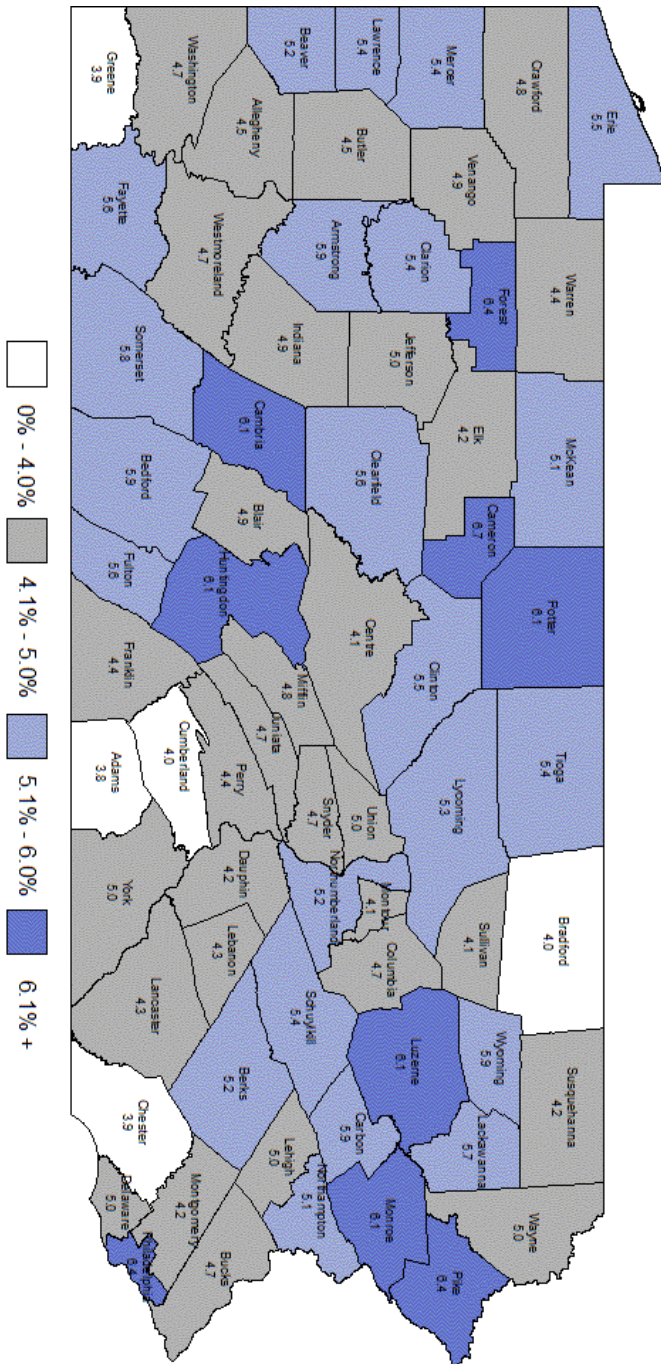 Erie
5.5
Crawford
4.8
Mercer
5.4
Lawrence
5.4
Beaver
5.2
Washington
4.7
Greene
3.9
Allegheny
4.5
Butler
4.5
Venango
4.9
Warren
4.4
Forest
6.4
Clarion
5.4
Armstrong
5.9
Westmoreland
4.7
Fayette
5.6
McKean
5.1
Elk
4.2
Jefferson
5.0
Indiana
4.9
Cambria
6.1
Somerset
5.8
Potter
6.1
Cameron
6.7
Clearfield
5.6
Blair
4.9
Bedford
5.9
Tioga
5.4
Clinton
5.5
Centre
4.1
Huntingdon
6.1
Fulton
5.6
Lycoming
5.3
Mifflin
4.8
Juniata
4.7
Franklin
4.4
Bradford
4.0
Sullivan
4.1
Union
5.0
Snyder
4.7
Perry
4.4
Cumberland
4.0
Adams
3.8
Montour
4.1
Northumberland
5.2
Dauphin
4.2
York
5.0
Susquehanna
4.2
Wyoming
5.9
Columbia
4.7
Luzerne
6.1
Schuylkill
5.4
Lebanon
4.3
Lancaster
4.3
Wayne
5.0
Lackawanna
5.7
Carbon
5.9
Berks
5.2
Chester
3.9
Pike
6.4
Monroe
6.1
Northampton
5.1
Lehigh
5.0
Montgomery
4.2
Bucks
4.7
Delaware
5.0
Philadelphia
6.4
0% - 4.0%
4.1% - 5.0%
5.1% - 6.0%
6.1% +